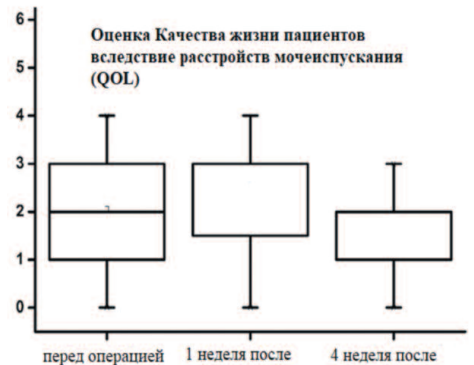 Оценка Качества жизни пациентов
вследствие расстройств мочеиспускания
(QOL)
6
5
4
3
2
1
0
перед операцией 1 неделя после 4 неделя после